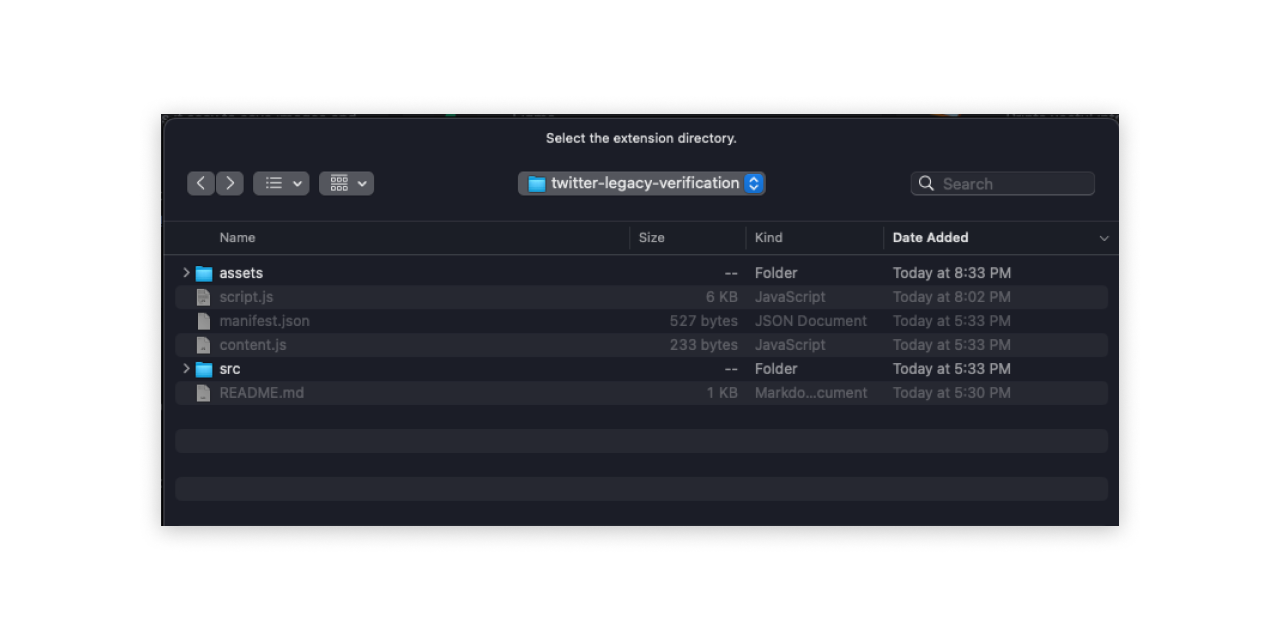 Select the extension directory.
twitter-legacy-verification
Search
Name Size Kind Date Added
assets -- Folder Today at 8:33 PM
script.js 6 KB JavaScript Today at 8:02 PM
manifest.json 527 bytes JSON Document Today at 5:33 PM
content.js 233 bytes JavaScript Today at 5:33 PM
src -- Folder Today at 5:33 PM
README.md 1 KB Markdo...cument Today at 5:30 PM